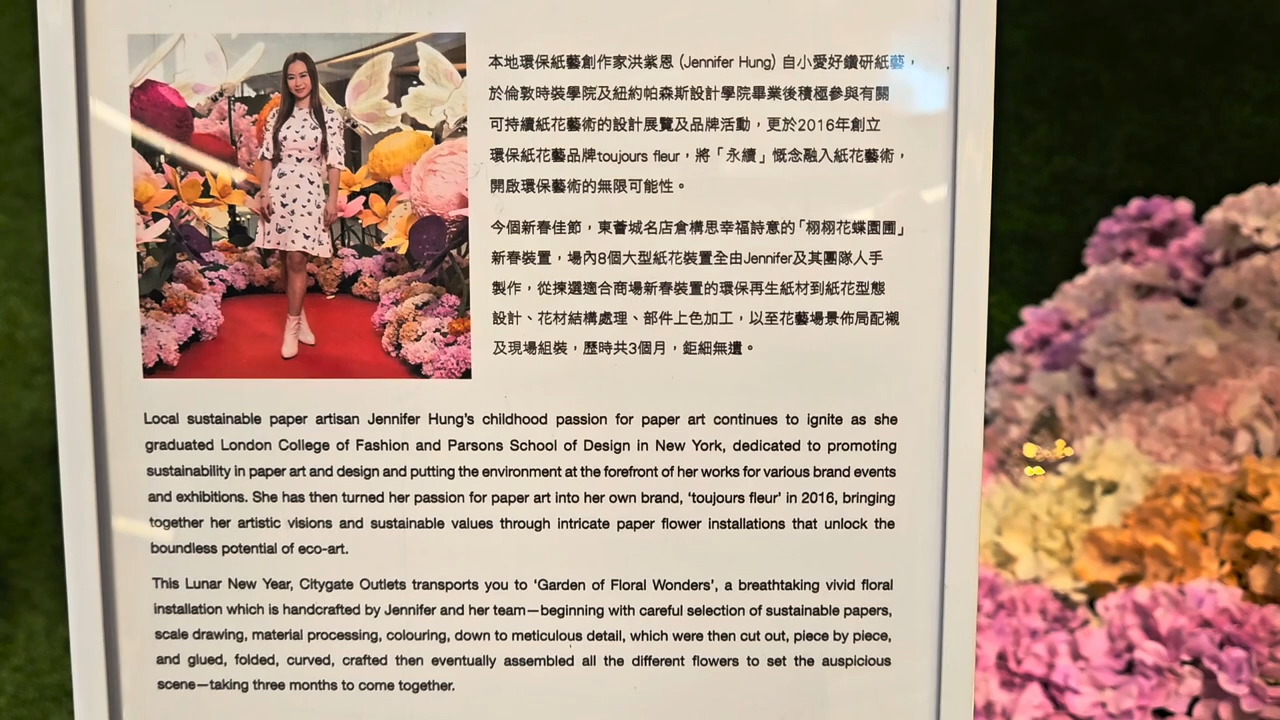 本地環保紙藝創作家洪紫恩 (Jennifer Hung) 自小愛好鑽研紙藝，
於倫敦時裝學院及紐約帕森斯設計學院畢業後積極參與有關
可持續紙花藝術的設計展覽及品牌活動，更於2016年創立
環保紙花藝品牌toujours fleur，將「永續」慨念融入紙花藝術，
開啟環保藝術的無限可能性。
今個新春佳節，東薈城名店倉構思幸福詩意的「栩栩花蝶園圃」
新春裝置，場內8個大型紙花裝置全由Jennifer及其團隊人手
製作，從揀選適合商場新春裝置的環保再生紙材到紙花型態
設計、花材結構處理、部件上色加工，以至花藝場景佈局配襯
及現場組裝，歷時共3個月，鉅細無遺。
Local sustainable paper artisan Jennifer Hung's childhood passion for paper art continues to ignite as she
graduated London College of Fashion and Parsons School of Design in New York, dedicated to promoting
sustainability in paper art and design and putting the environment at the forefront of her works for various brand events
and exhibitions. She has then turned her passion for paper art into her own brand, 'toujours fleur' in 2016, bringing
together her artistic visions and sustainable values through intricate paper flower installations that unlock the
boundless potential of eco-art.
This Lunar New Year, Citygate Outlets transports you to 'Garden of Floral Wonders', a breathtaking vivid floral
installation which is handcrafted by Jennifer and her team—beginning with careful selection of sustainable papers,
scale drawing, material processing, colouring, down to meticulous detail, which were then cut out, piece by piece,
and glued, folded, curved, crafted then eventually assembled all the different flowers to set the auspicious
scene—taking three months to come together.